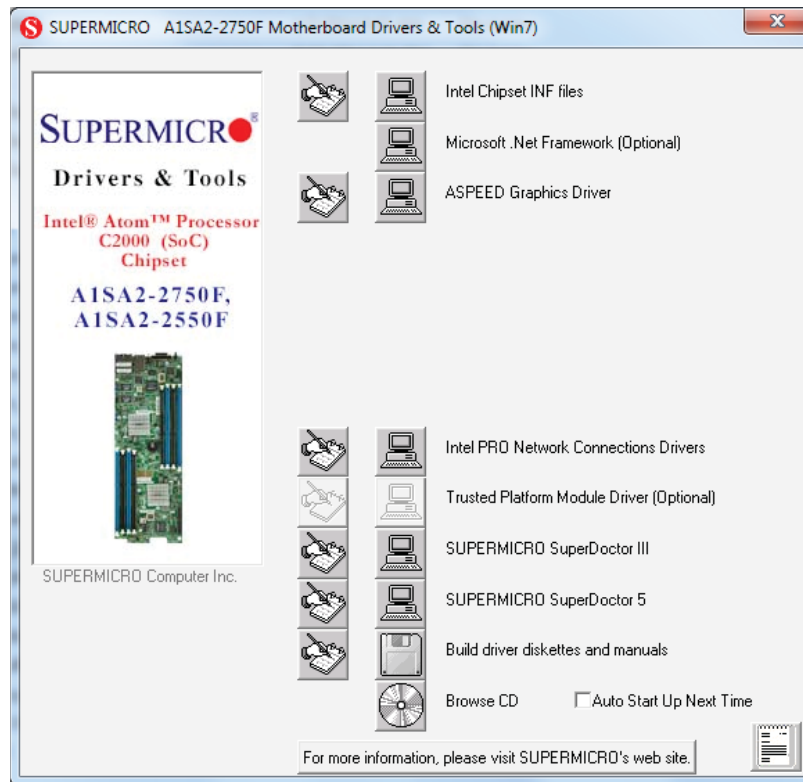 SUPERMICRO A1SA2-2750F Motherboard Drivers & Tools (Win7)
SUPERMICRO®
Drivers & Tools
Intel® Atom™ Processor
C2000 (SoC)
Chipset
A1SA2-2750F,
A1SA2-2550F
SUPERMICRO Computer Inc.
Intel Chipset INF files
Microsoft .Net Framework (Optional)
ASPEED Graphics Driver
Intel PRO Network Connections Drivers
Trusted Platform Module Driver (Optional)
SUPERMICRO SuperDoctor III
SUPERMICRO SuperDoctor 5
Build driver diskettes and manuals
Browse CD
Auto Start Up Next Time
For more information, please visit SUPERMICRO's web site.